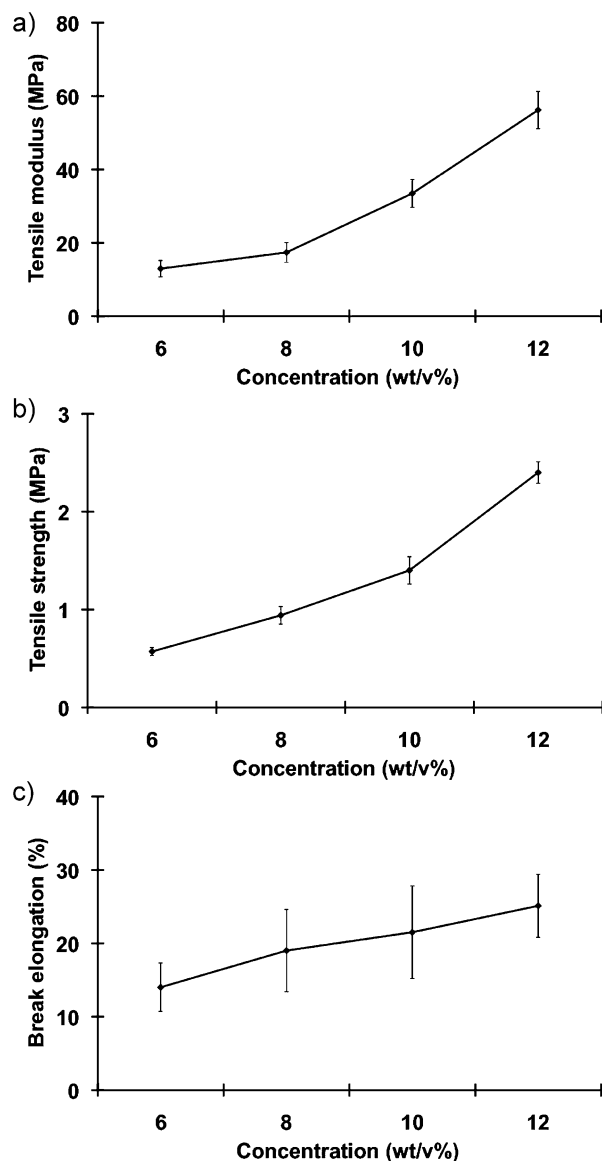 a)
Tensile modulus (MPa)
80
60
40
20
0
6 8 10 12
Concentration (wt/v%)
b)
Tensile strength (MPa)
3
2
1
0
6 8 10 12
Concentration (wt/v%)
c)
Break elongation (%)
40
30
20
10
0
6 8 10 12
Concentration (wt/v%)